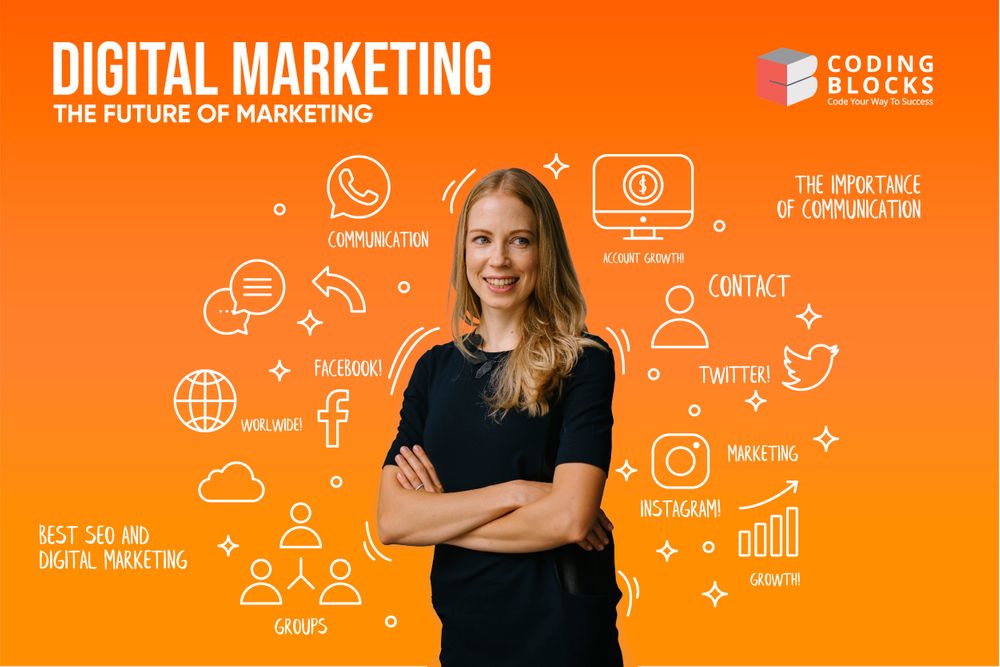 DIGITAL MARKETING
THE FUTURE OF MARKETING
CODING
BLOCKS
Code Your Way To Success
THE IMPORTANCE
OF COMMUNICATION
COMMUNICATION
ACCOUNT GROWTH!
CONTACT
FACEBOOK!
TWITTER!
WORLWIDE!
MARKETING
INSTAGRAM!
BEST SEO AND
DIGITAL MARKETING
GROWTH!
GROUPS